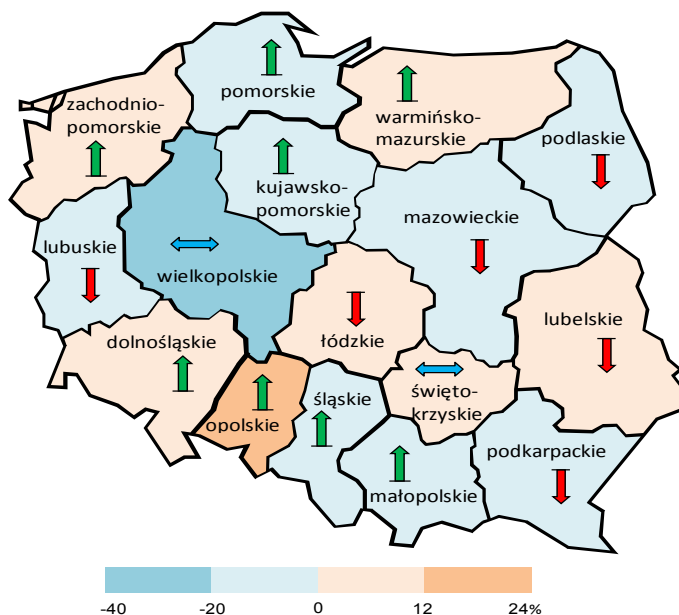 pomorskie
zachodnio-
pomorskie
warmińsko-
mazurskie
podlaskie
kujawsko-
pomorskie
mazowieckie
lubuskie
wielkopolskie
łódzkie
lubelskie
dolnośląskie
święto-
krzyskie
śląskie
opolskie
podkarpackie
małopolskie
-40 -20 0 12 24%